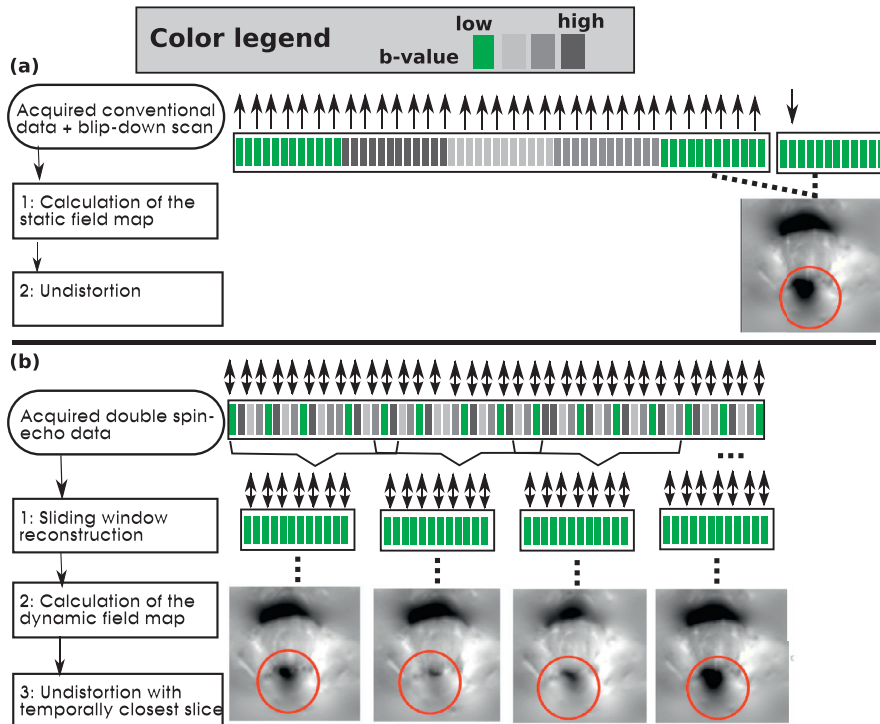 Color legend
low
high
b-value
(a)
Acquired conventional
data + blip-down scan
1: Calculation of the
static field map
2: Undistortion
(b)
Acquired double spin-
echo data
1: Sliding window
reconstruction
2: Calculation of the
dynamic field map
3: Undistortion with
temporally closest slice